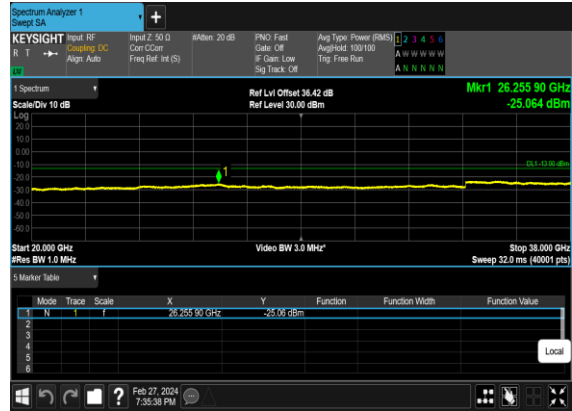 Spectrum Analyzer 1
Swept SA
+
KEYSIGHT Input: RF Input Z: 50 Ω #Atten: 20 dB PNO: Fast Avg Type: Power (RMS) 1 2 3 4 5 6
R T Coupling: DC Corr CCorr Gate: Off Avg|Hold: 100/100 A W W W W W
Align: Auto Freq Ref: Int (S) IF Gain: Low Trig: Free Run
Sig Track: Off A N N N N N
1 Spectrum Ref Lvl Offset 36.42 dB Mkr1 26.255 90 GHz
Scale/Div 10 dB Ref Level 30.00 dBm -25.064 dBm
Log
20.0
10.0
0.00
-10.0 DL1 -13.00 dBm
1
-20.0
-30.0
-40.0
-50.0
-60.0
Start 20.000 GHz Video BW 3.0 MHz* Stop 38.000 GHz
#Res BW 1.0 MHz Sweep 32.0 ms (40001 pts)
5 Marker Table
Mode Trace Scale X Y Function Function Width Function Value
1 N 1 f 26.255 90 GHz -25.06 dBm
2
3
4
5
6
Local
? Feb 27, 2024
7:35:38 PM